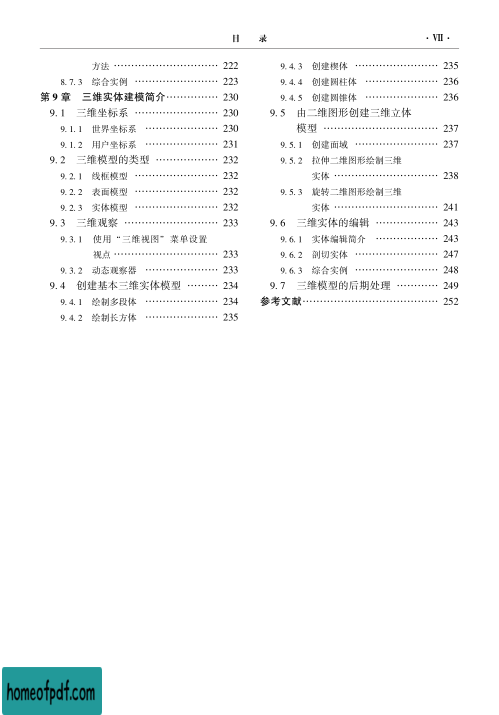 目 录 · Ⅶ ·
方法 …………………………… 222
8.7.3 综合实例 …………………… 223
第 9 章 三维实体建模简介 …………… 230
9.1 三维坐标系 …………………… 230
9.1.1 世界坐标系 ………………… 230
9.1.2 用户坐标系 ………………… 231
9.2 三维模型的类型 ……………… 232
9.2.1 线框模型 …………………… 232
9.2.2 表面模型 …………………… 232
9.2.3 实体模型 …………………… 232
9.3 三维观察 ……………………… 233
9.3.1 使用“三维视图”菜单设置
视点 …………………………… 233
9.3.2 动态观察器 ………………… 233
9.4 创建基本三维实体模型 ……… 234
9.4.1 绘制多段体 ………………… 234
9.4.2 绘制长方体 ………………… 235
9.4.3 创建楔体 …………………… 235
9.4.4 创建圆柱体 ………………… 236
9.4.5 创建圆锥体 ………………… 236
9.5 由二维图形创建三维立体
模型 …………………………… 237
9.5.1 创建面域 …………………… 237
9.5.2 拉伸二维图形绘制三维
实体 …………………………… 238
9.5.3 旋转二维图形绘制三维
实体 …………………………… 241
9.6 三维实体的编辑 ……………… 243
9.6.1 实体编辑简介 ……………… 243
9.6.2 剖切实体 …………………… 247
9.6.3 综合实例 …………………… 248
9.7 三维模型的后期处理 ………… 249
参考文献 ………………………………… 252
homeofpdf.com